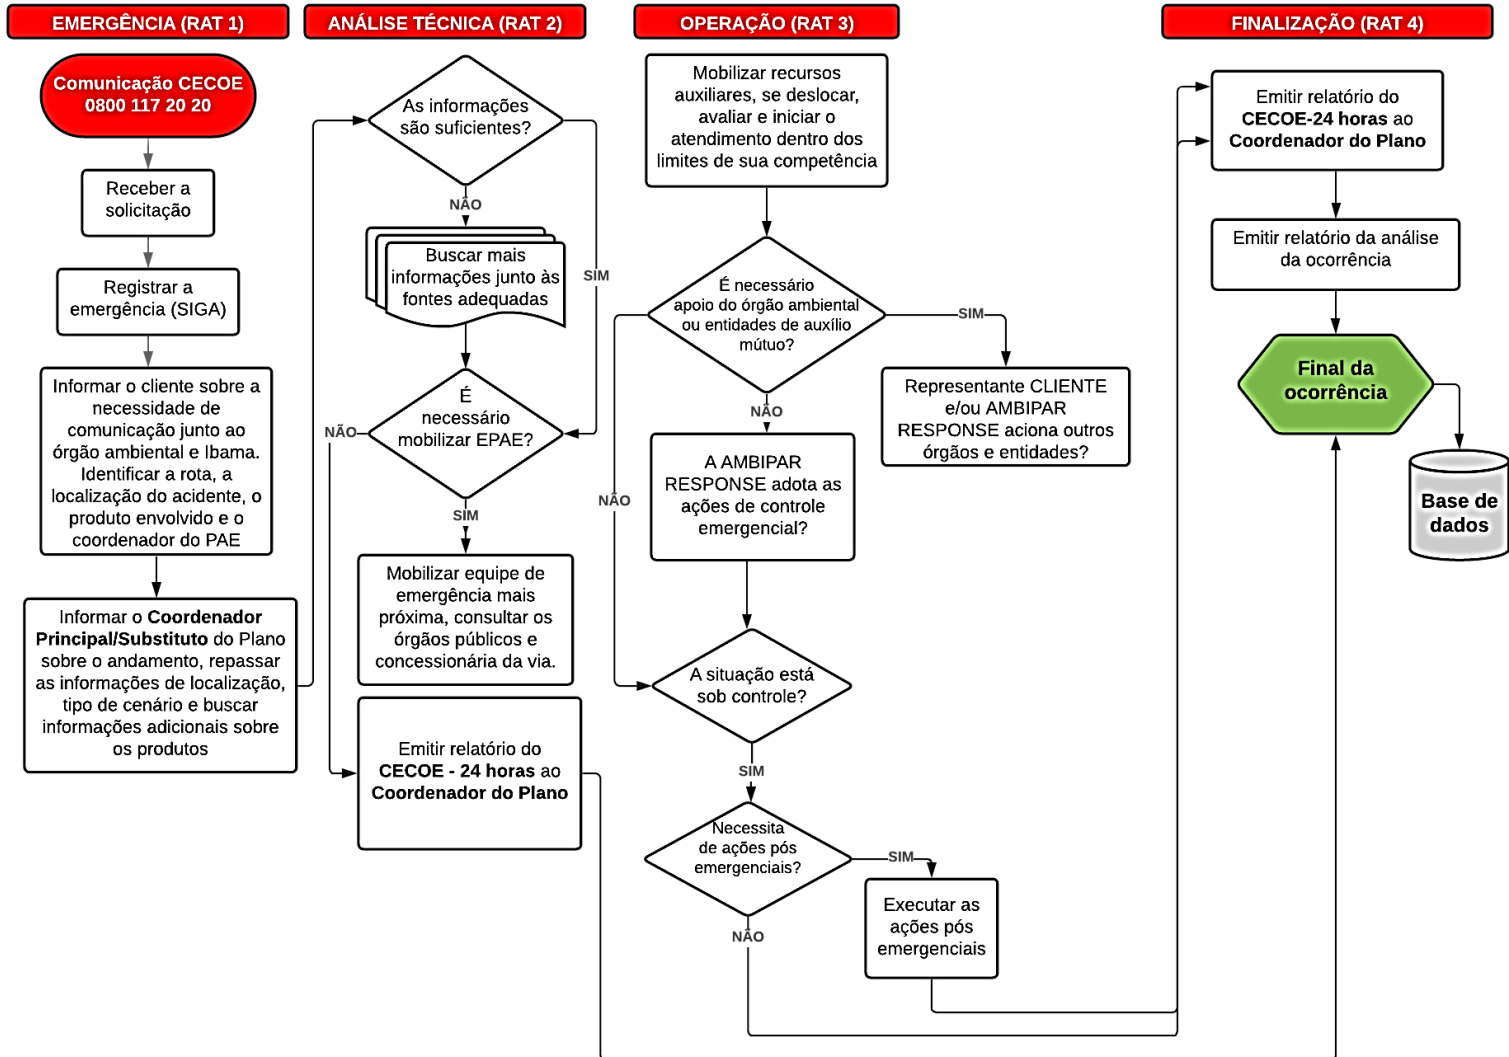 EMERGÊNCIA (RAT 1)
Comunicação CECOE
0800 117 20 20
Receber a
solicitação
Registrar a
emergência (SIGA)
Informar o cliente sobre a
necessidade de
comunicação junto ao
órgão ambiental e Ibama.
Identificar a rota, a
localização do acidente, o
produto envolvido e o
coordenador do PAE
Informar o Coordenador
Principal/Substituto do Plano
sobre o andamento, repassar
as informações de localização,
tipo de cenário e buscar
informações adicionais sobre
os produtos
ANÁLISE TÉCNICA (RAT 2)
As informações
são suficientes?
NÃO
SIM
Buscar mais
informações junto às
fontes adequadas
É
necessário
mobilizar EPAE?
NÃO
SIM
Mobilizar equipe de
emergência mais
próxima, consultar os
órgãos públicos e
concessionária da via.
Emitir relatório do
CECOE - 24 horas ao
Coordenador do Plano
OPERAÇÃO (RAT 3)
Mobilizar recursos
auxiliares, se deslocar,
avaliar e iniciar o
atendimento dentro dos
limites de sua competência
É necessário
apoio do órgão ambiental
ou entidades de auxílio
mútuo?
SIM
Representante CLIENTE
e/ou AMBIPAR
RESPONSE aciona outros
órgãos e entidades?
NÃO
NÃO
A AMBIPAR
RESPONSE adota as
ações de controle
emergencial?
A situação está
sob controle?
SIM
Necessita
de ações pós
emergenciais?
SIM
Executar as
ações pós
emergenciais
NÃO
FINALIZAÇÃO (RAT 4)
Emitir relatório do
CECOE-24 horas ao
Coordenador do Plano
Emitir relatório da análise
da ocorrência
Final da
ocorrência
Base de
dados